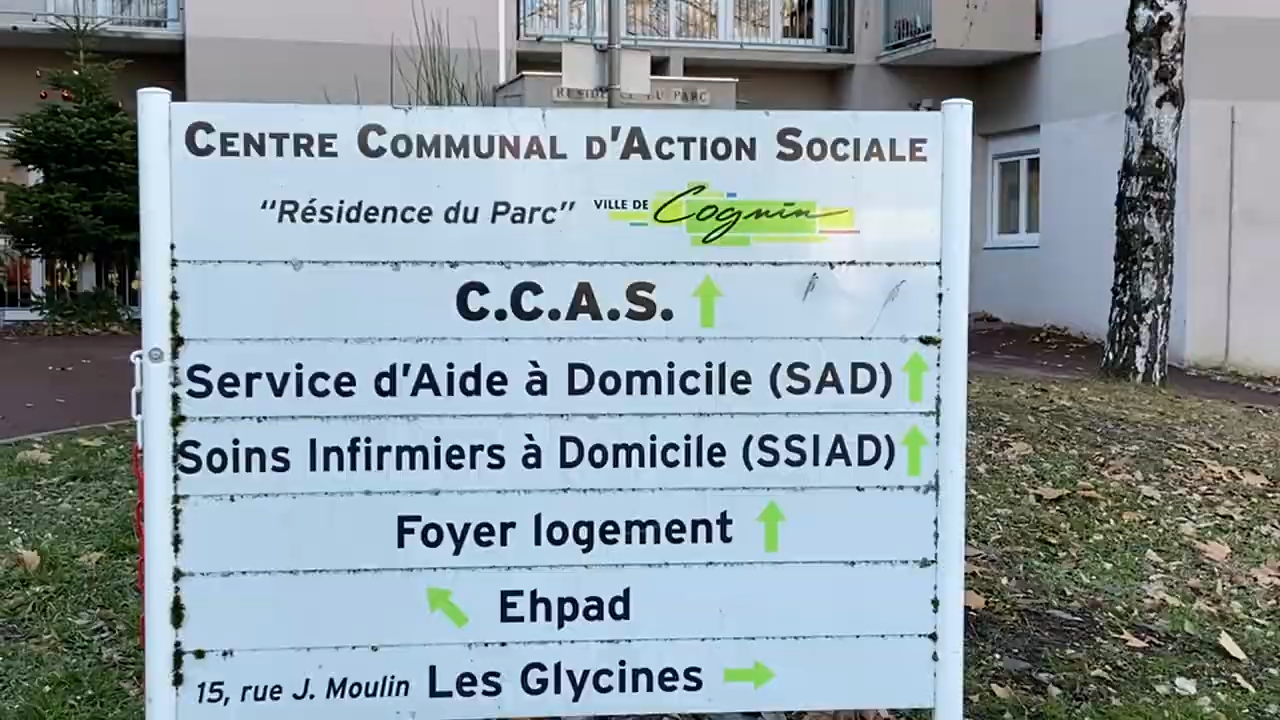 RESIDENCE DU PARC
CENTRE COMMUNAL D'ACTION SOCIALE
"Résidence du Parc" VILLE DE Cognin
C.C.A.S.
Service d'Aide à Domicile (SAD)
Soins Infirmiers à Domicile (SSIAD)
Foyer logement
Ehpad
15, rue J. Moulin Les Glycines